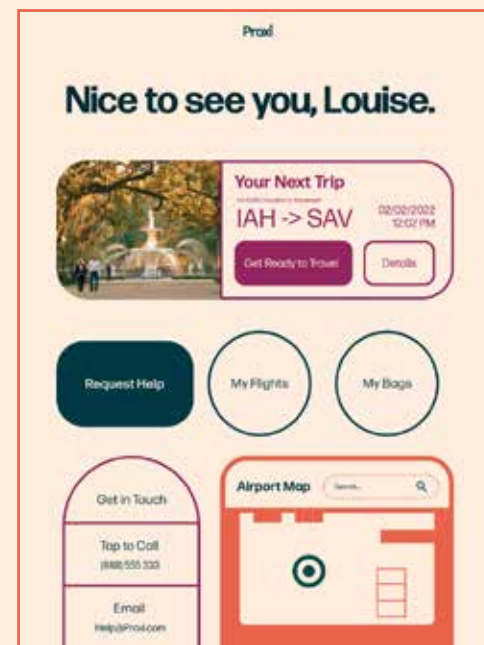 Proxi
Nice to see you, Louise.
Your Next Trip
IAH -> SAV
02/02/2022
12:02 PM
Get Ready to Travel
Details
Request Help
My Flights
My Bags
Get in Touch
Airport Map
Search...
Tap to Call
(888) 555 333
Email
Help@Proxi.com